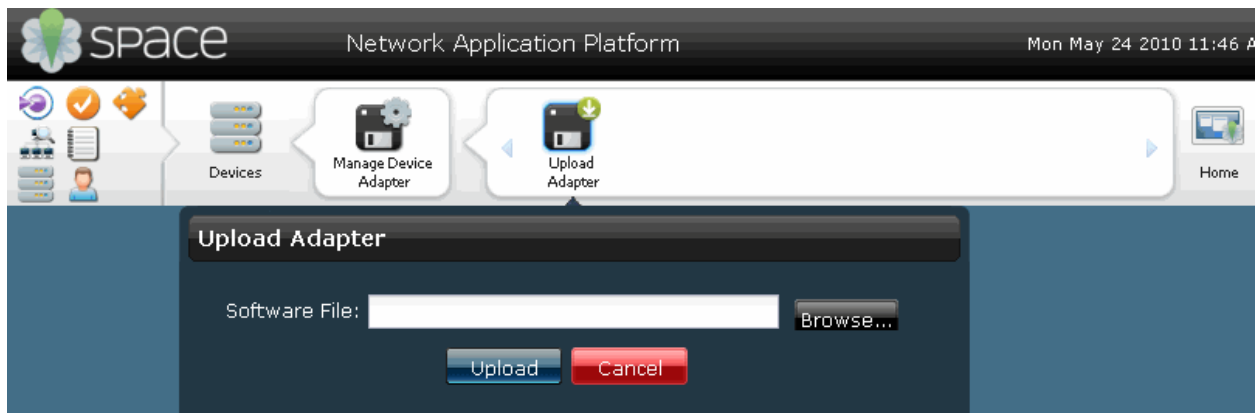 space
Network Application Platform
Mon May 24 2010 11:46 A
Devices
Manage Device
Adapter
Upload
Adapter
Home
Upload Adapter
Software File:
Browse...
Upload
Cancel